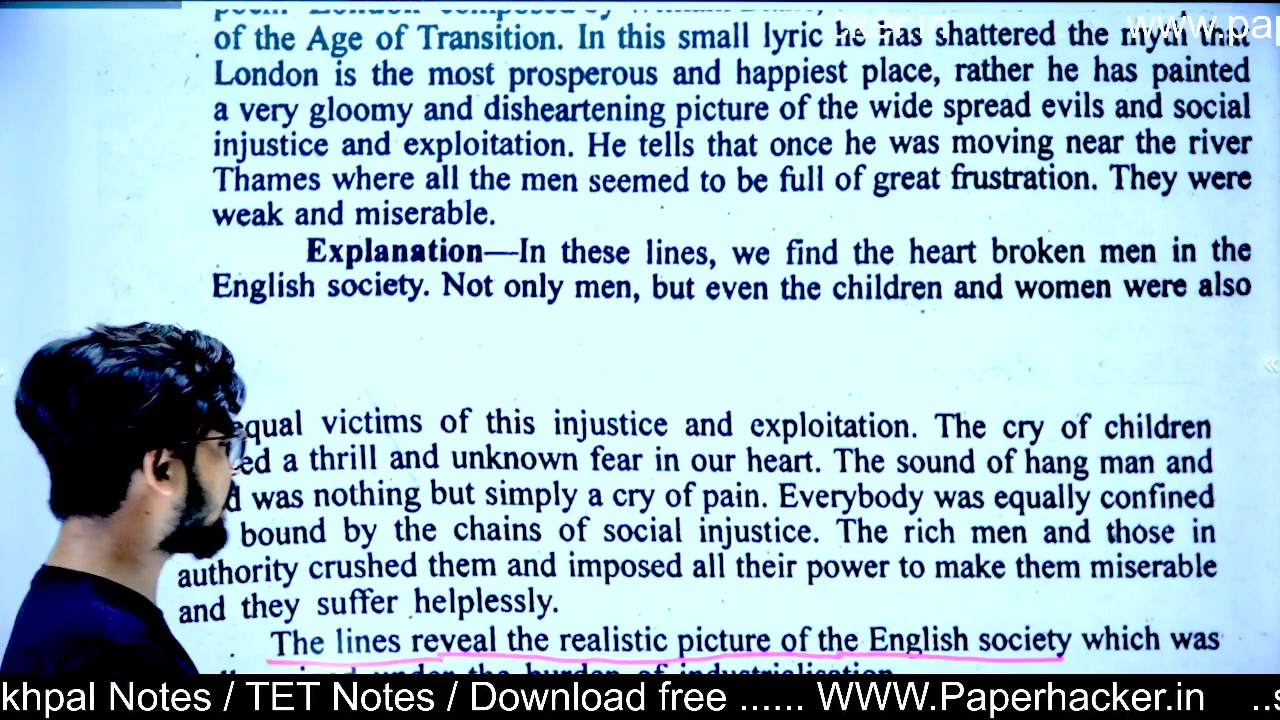 www.pap
of the Age of Transition. In this small lyric he has shattered the myth that
London is the most prosperous and happiest place, rather he has painted
a very gloomy and disheartening picture of the wide spread evils and social
injustice and exploitation. He tells that once he was moving near the river
Thames where all the men seemed to be full of great frustration. They were
weak and miserable.
Explanation—In these lines, we find the heart broken men in the
English society. Not only men, but even the children and women were also
equal victims of this injustice and exploitation. The cry of children
a thrill and unknown fear in our heart. The sound of hang man and
was nothing but simply a cry of pain. Everybody was equally confined
bound by the chains of social injustice. The rich men and those in
authority crushed them and imposed all their power to make them miserable
and they suffer helplessly.
The lines reveal the realistic picture of the English society which was
under the burden of industrialisation
khpal Notes / TET Notes / Download free ...... WWW.Paperhacker.in ..s